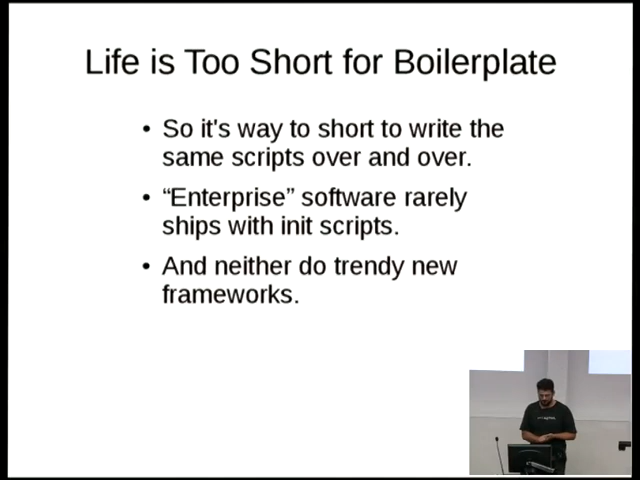 Life is Too Short for Boilerplate
• So it's way to short to write the
same scripts over and over.
• “Enterprise” software rarely
ships with init scripts.
• And neither do trendy new
frameworks.